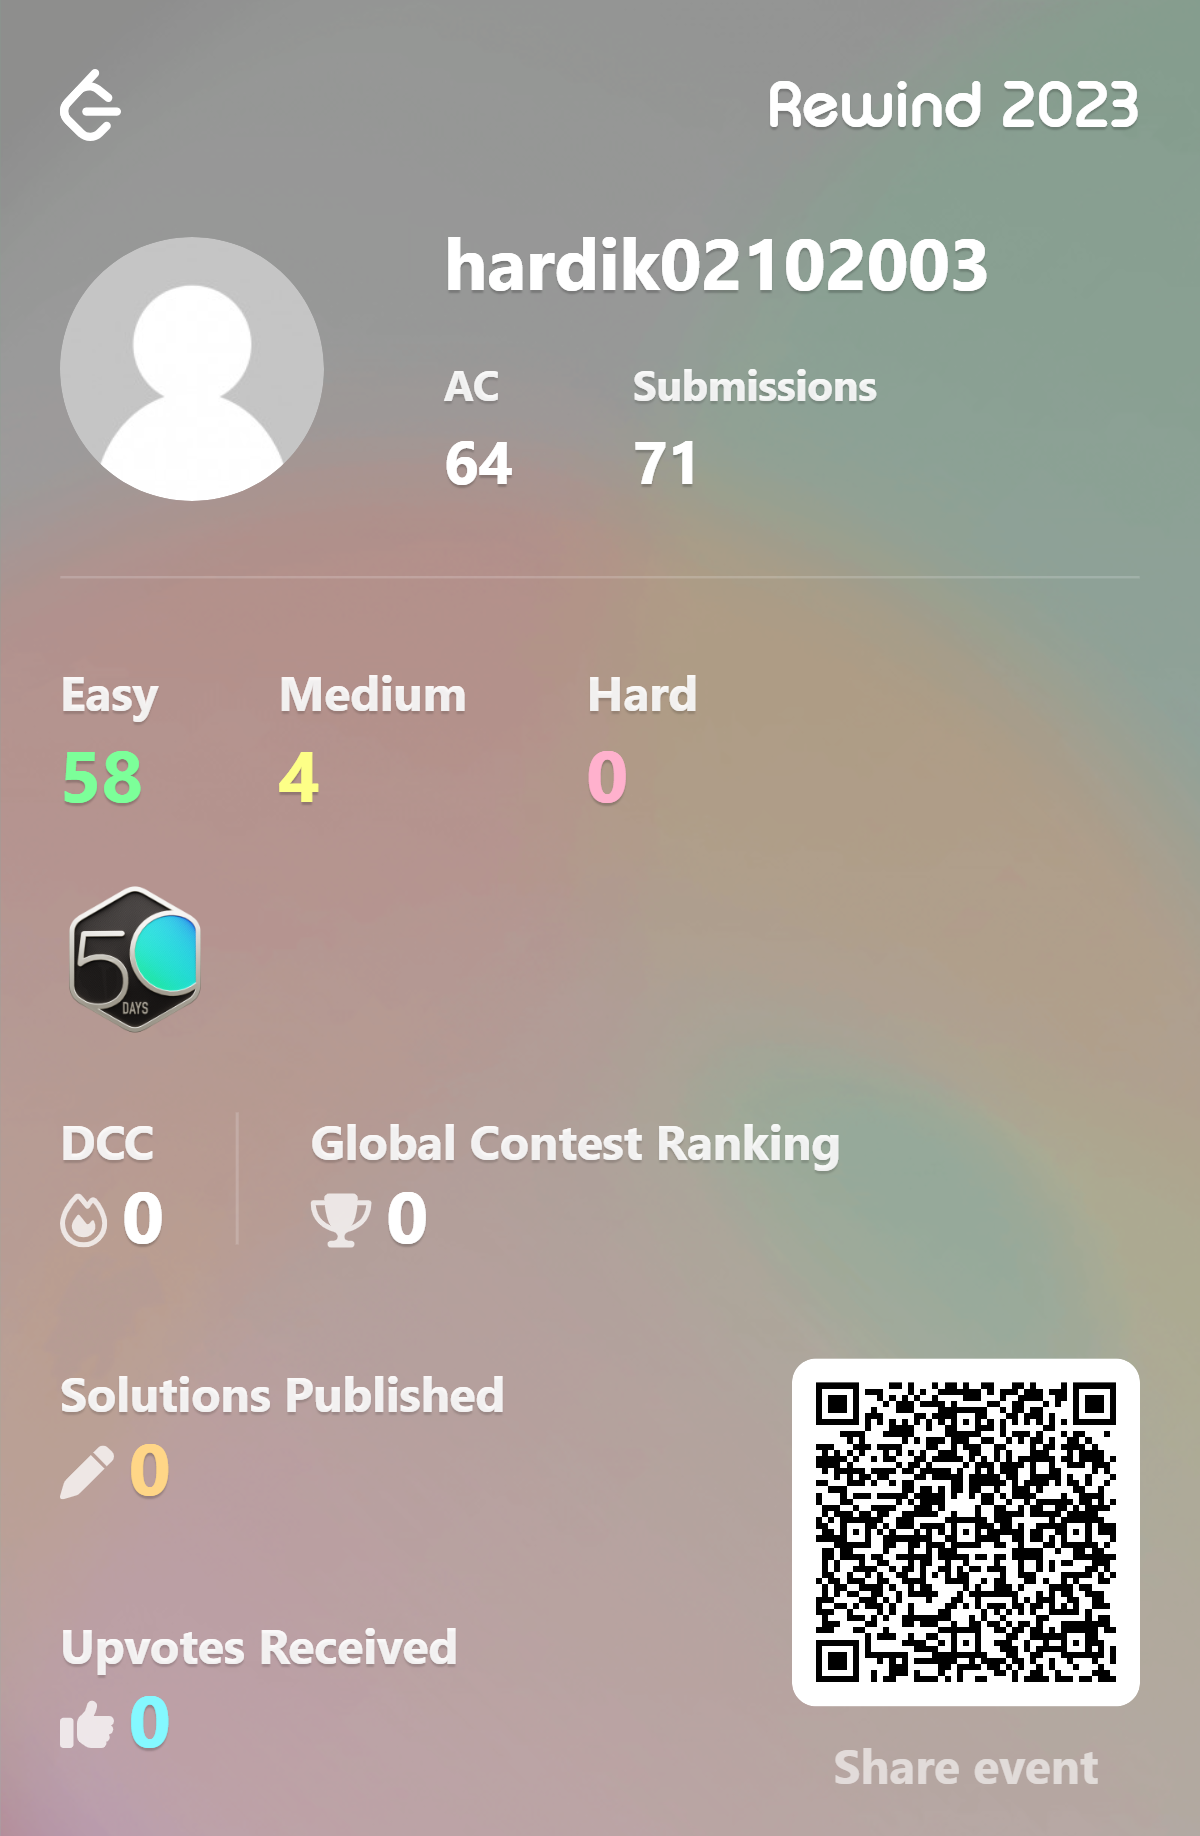 Rewind 2023
hardik02102003
AC Submissions
64 71
Easy Medium Hard
58 4 0
50
DAYS
DCC Global Contest Ranking
0 0
Solutions Published
0
Upvotes Received
0
Share event